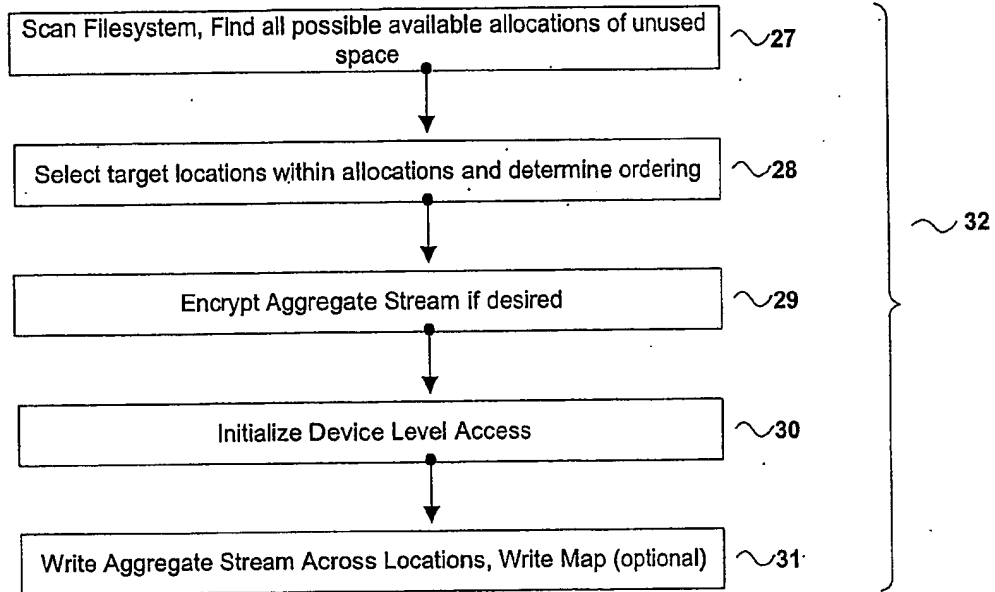 Scan Filesystem, Find all possible available allocations of unused
space
27
Select target locations within allocations and determine ordering
28
32
Encrypt Aggregate Stream if desired
29
Initialize Device Level Access
30
Write Aggregate Stream Across Locations, Write Map (optional)
31